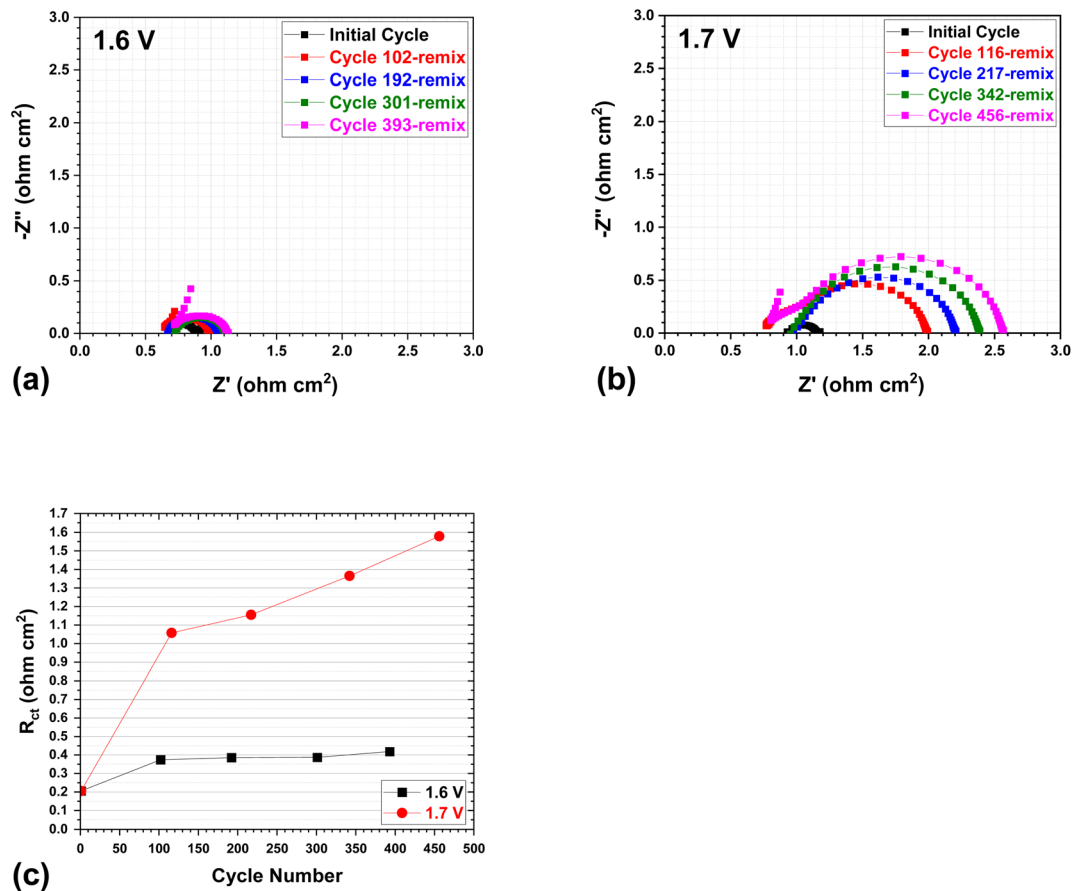 1.6 V
Initial Cycle
Cycle 102-remix
Cycle 192-remix
Cycle 301-remix
Cycle 393-remix
3.0
2.5
2.0
1.5
1.0
0.5
0.0
-Z" (ohm cm²)
0.0 0.5 1.0 1.5 2.0 2.5 3.0
Z' (ohm cm²)
(a)
1.7 V
Initial Cycle
Cycle 116-remix
Cycle 217-remix
Cycle 342-remix
Cycle 456-remix
3.0
2.5
2.0
1.5
1.0
0.5
0.0
-Z" (ohm cm²)
0.0 0.5 1.0 1.5 2.0 2.5 3.0
Z' (ohm cm²)
(b)
1.7
1.6
1.5
1.4
1.3
1.2
1.1
1.0
0.9
0.8
0.7
0.6
0.5
0.4
0.3
0.2
0.1
0.0
R_ct (ohm cm²)
1.6 V
1.7 V
0 50 100 150 200 250 300 350 400 450 500
Cycle Number
(c)